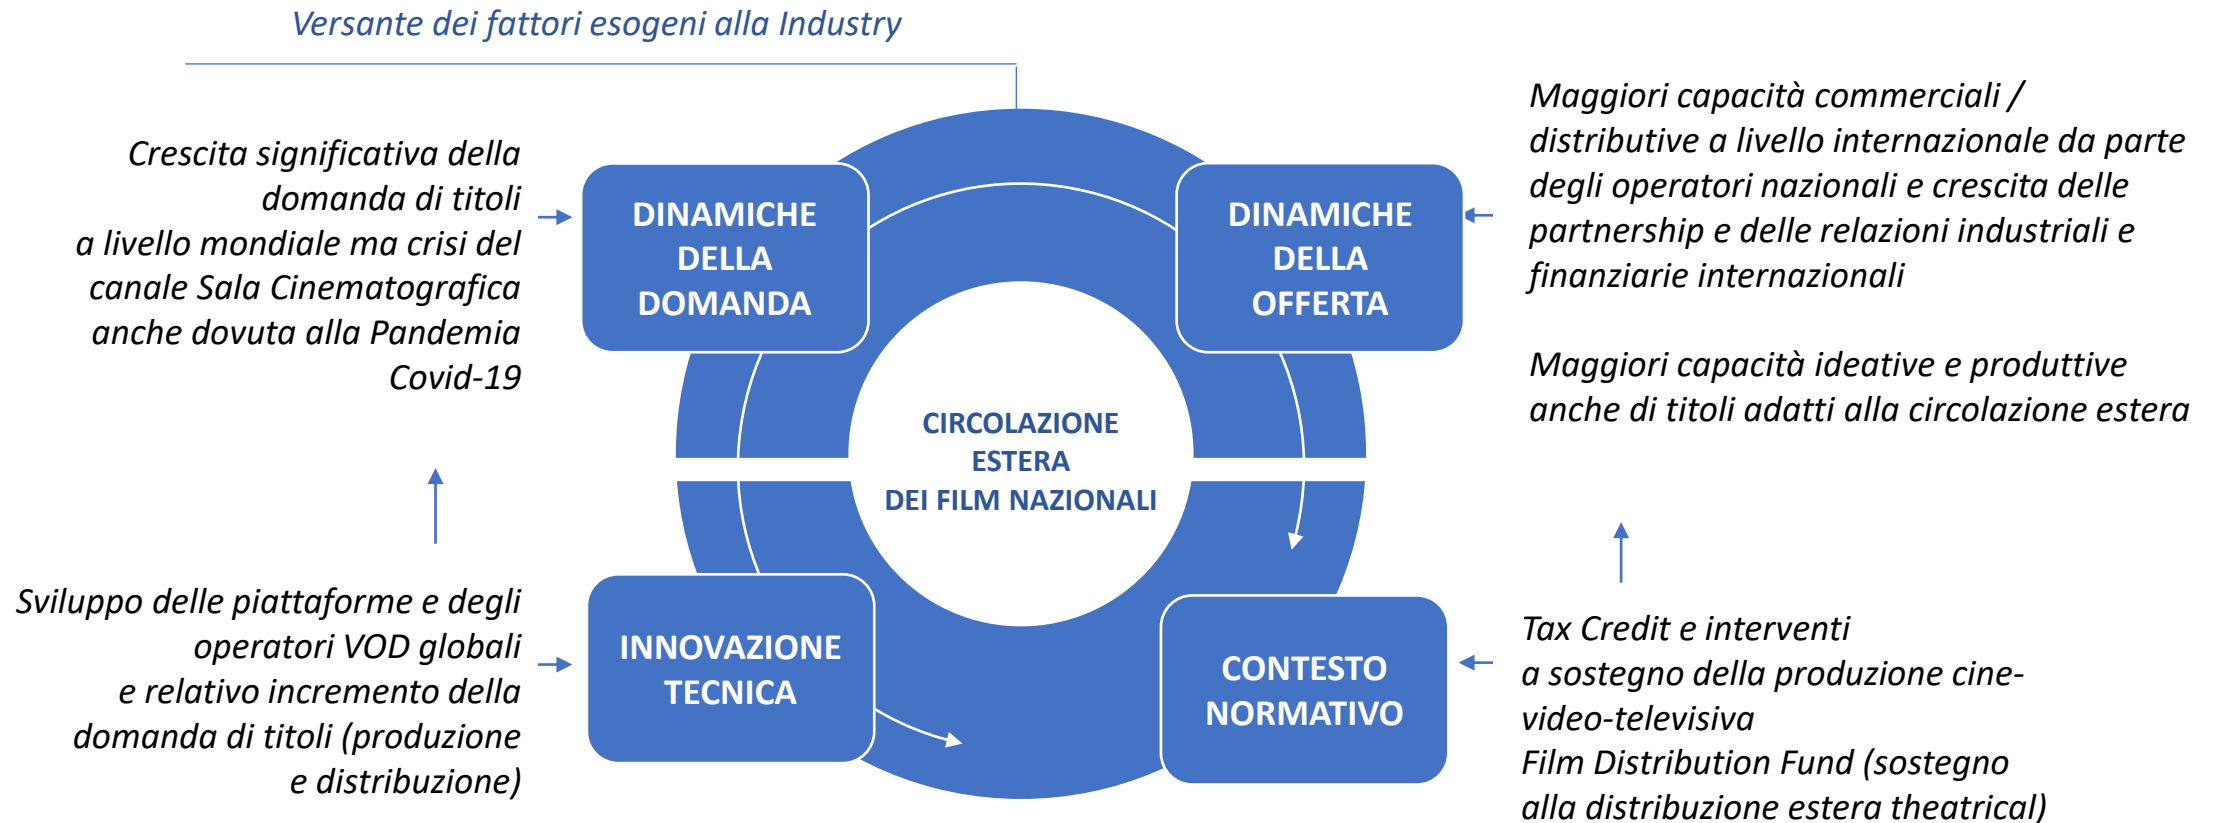 Versante dei fattori esogeni alla Industry
Crescita significativa della
domanda di titoli
a livello mondiale ma crisi del
canale Sala Cinematografica
anche dovuta alla Pandemia
Covid-19
DINAMICHE
DELLA
DOMANDA
DINAMICHE
DELLA
OFFERTA
Maggiori capacità commerciali /
distributive a livello internazionale da parte
degli operatori nazionali e crescita delle
partnership e delle relazioni industriali e
finanziarie internazionali
Maggiori capacità ideative e produttive
anche di titoli adatti alla circolazione estera
CIRCOLAZIONE
ESTERA
DEI FILM NAZIONALI
Sviluppo delle piattaforme e degli
operatori VOD globali
e relativo incremento della
domanda di titoli (produzione
e distribuzione)
INNOVAZIONE
TECNICA
CONTESTO
NORMATIVO
Tax Credit e interventi
a sostegno della produzione cine-
video-televisiva
Film Distribution Fund (sostegno
alla distribuzione estera theatrical)